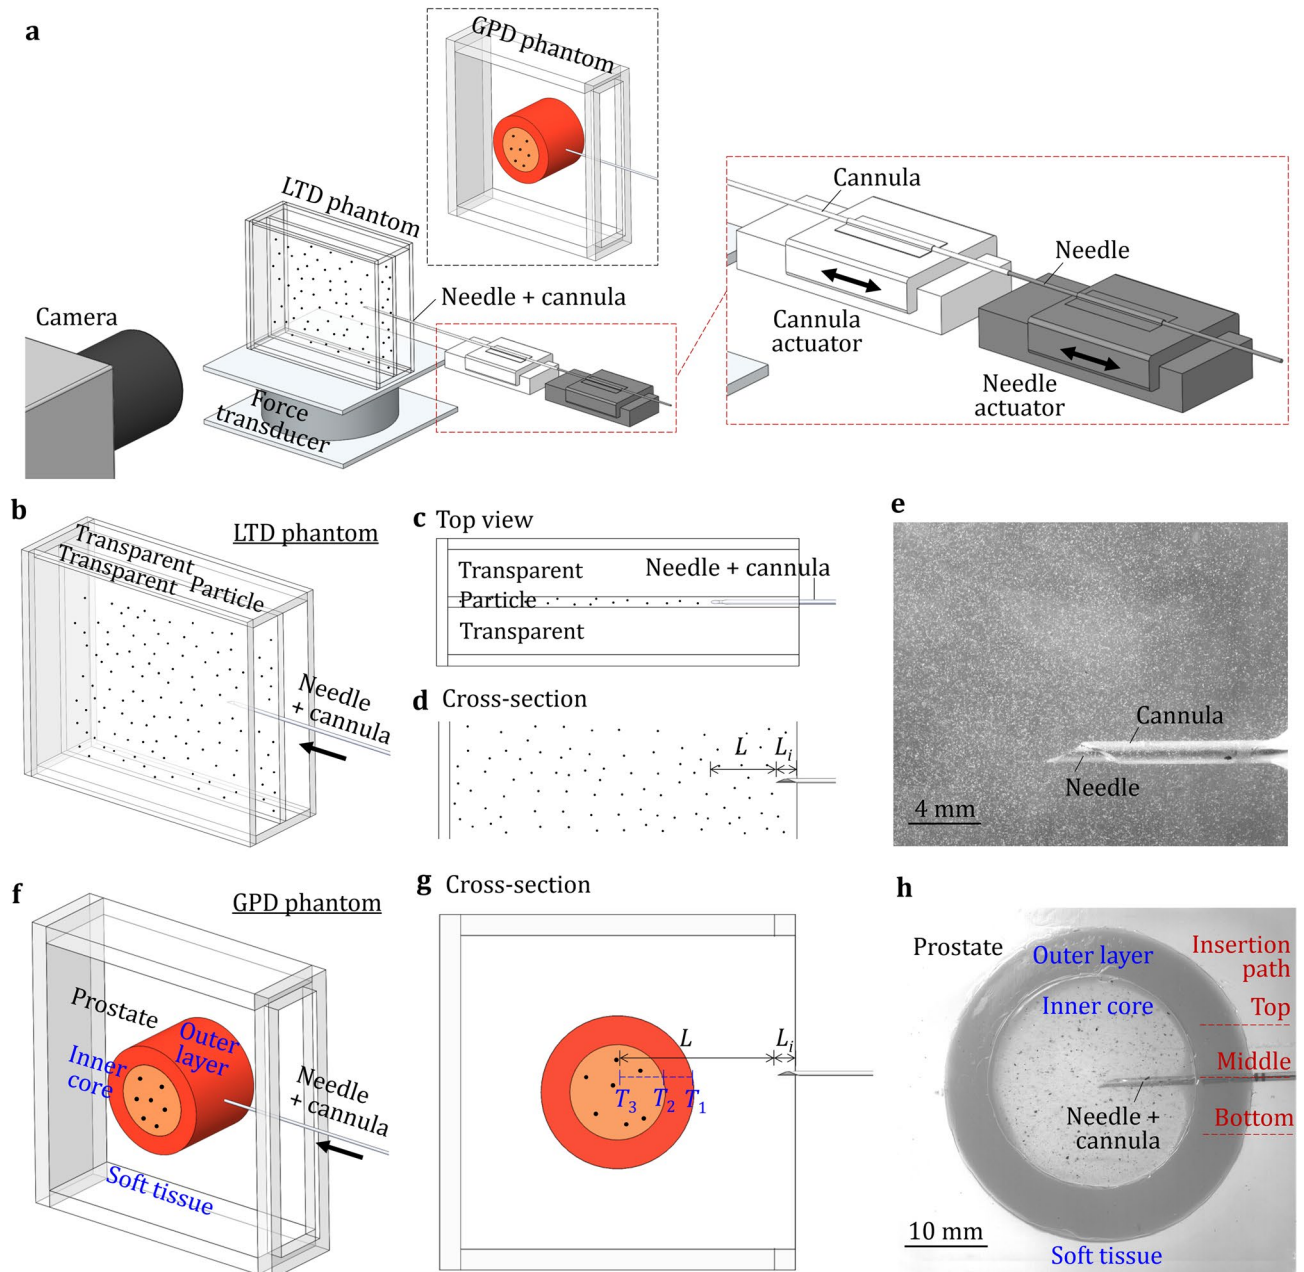 a
GPD phantom
LTD phantom
Camera
Needle + cannula
Force
transducer
Cannula
Needle
Cannula
actuator
Needle
actuator
b
LTD phantom
Transparent
Transparent
Particle
Needle
+ cannula
c Top view
Transparent
Needle + cannula
Particle
Transparent
d Cross-section
L
Li
e
Cannula
Needle
4 mm
f
GPD phantom
Prostate
Outer
layer
Inner
core
Needle
+ cannula
Soft tissue
g Cross-section
L
Li
T3
T2
T1
h
Prostate
Outer layer
Inner core
Insertion
path
Top
Middle
Bottom
Needle +
cannula
10 mm
Soft tissue